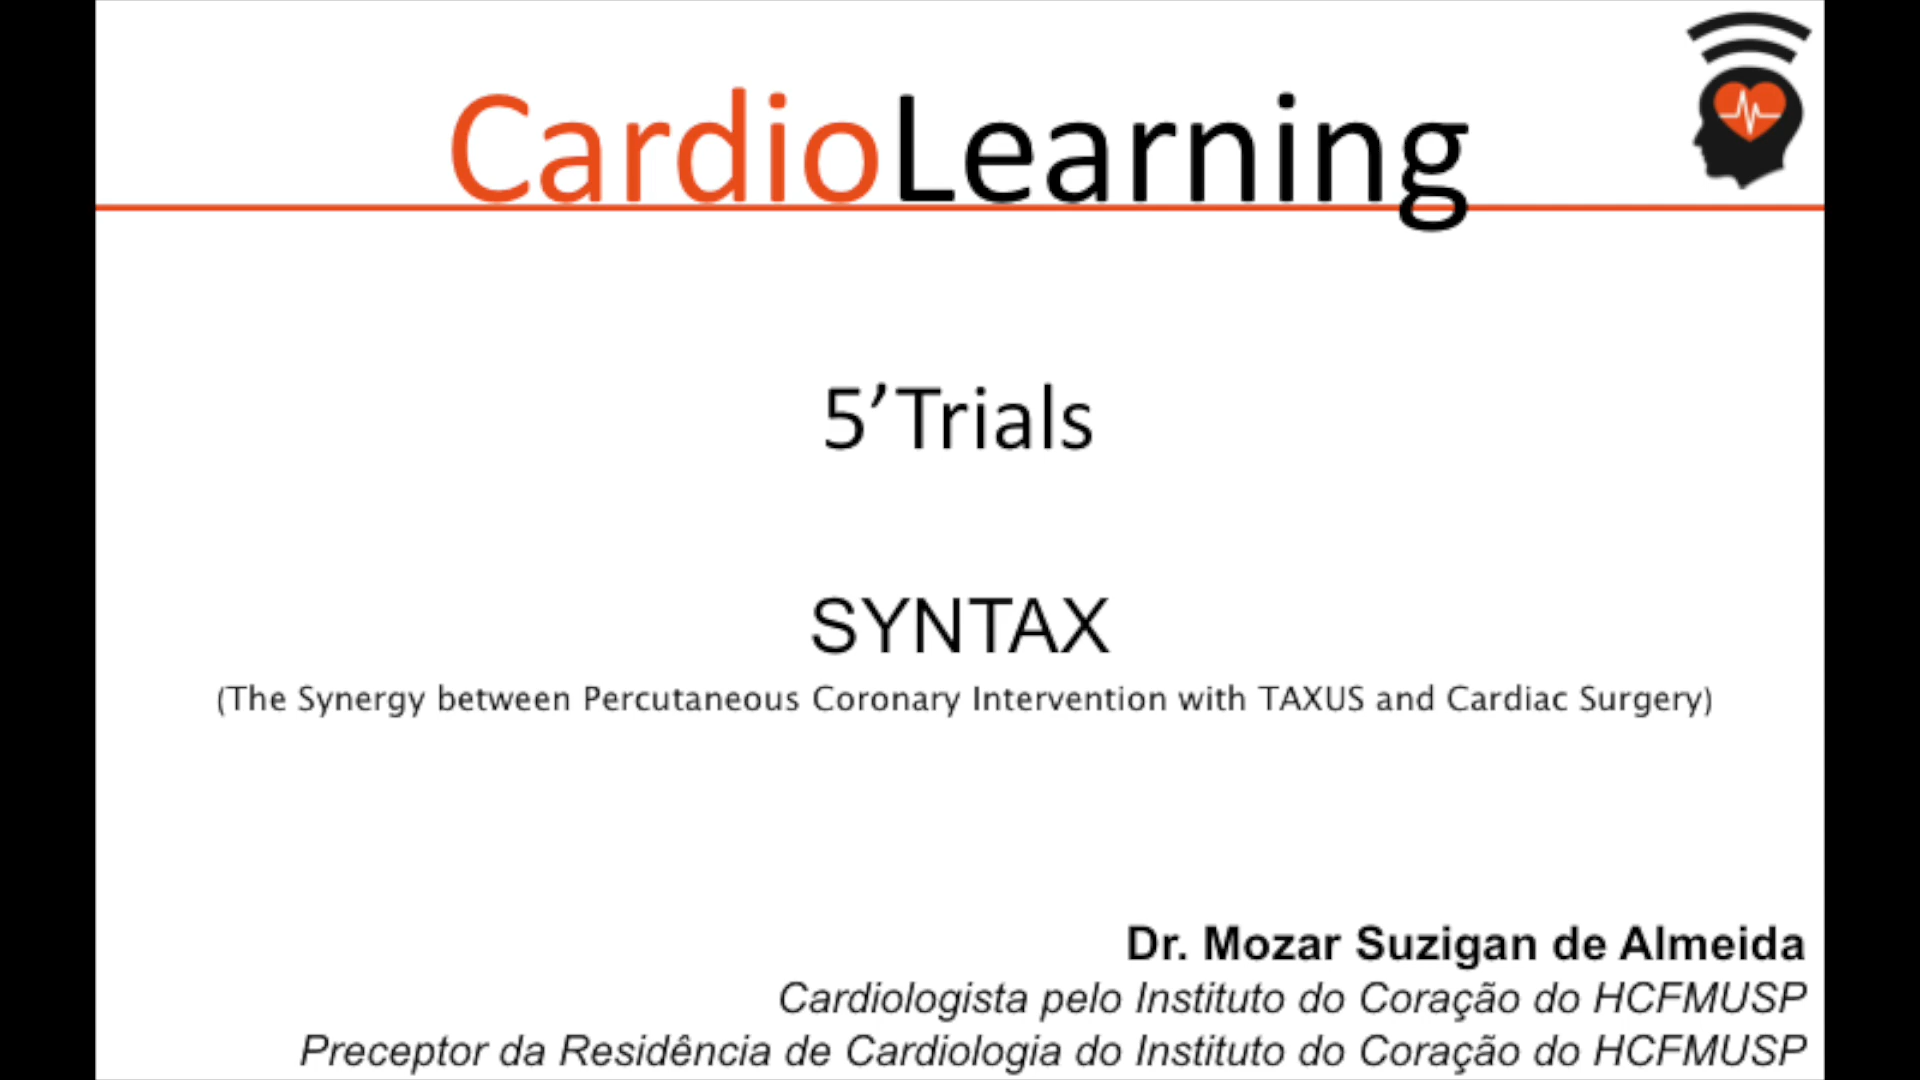 CardioLearning
5’Trials
SYNTAX
(The Synergy between Percutaneous Coronary Intervention with TAXUS and Cardiac Surgery)
Dr. Mozar Suzigan de Almeida
Cardiologista pelo Instituto do Coração do HCFMUSP
Preceptor da Residência de Cardiologia do Instituto do Coração do HCFMUSP